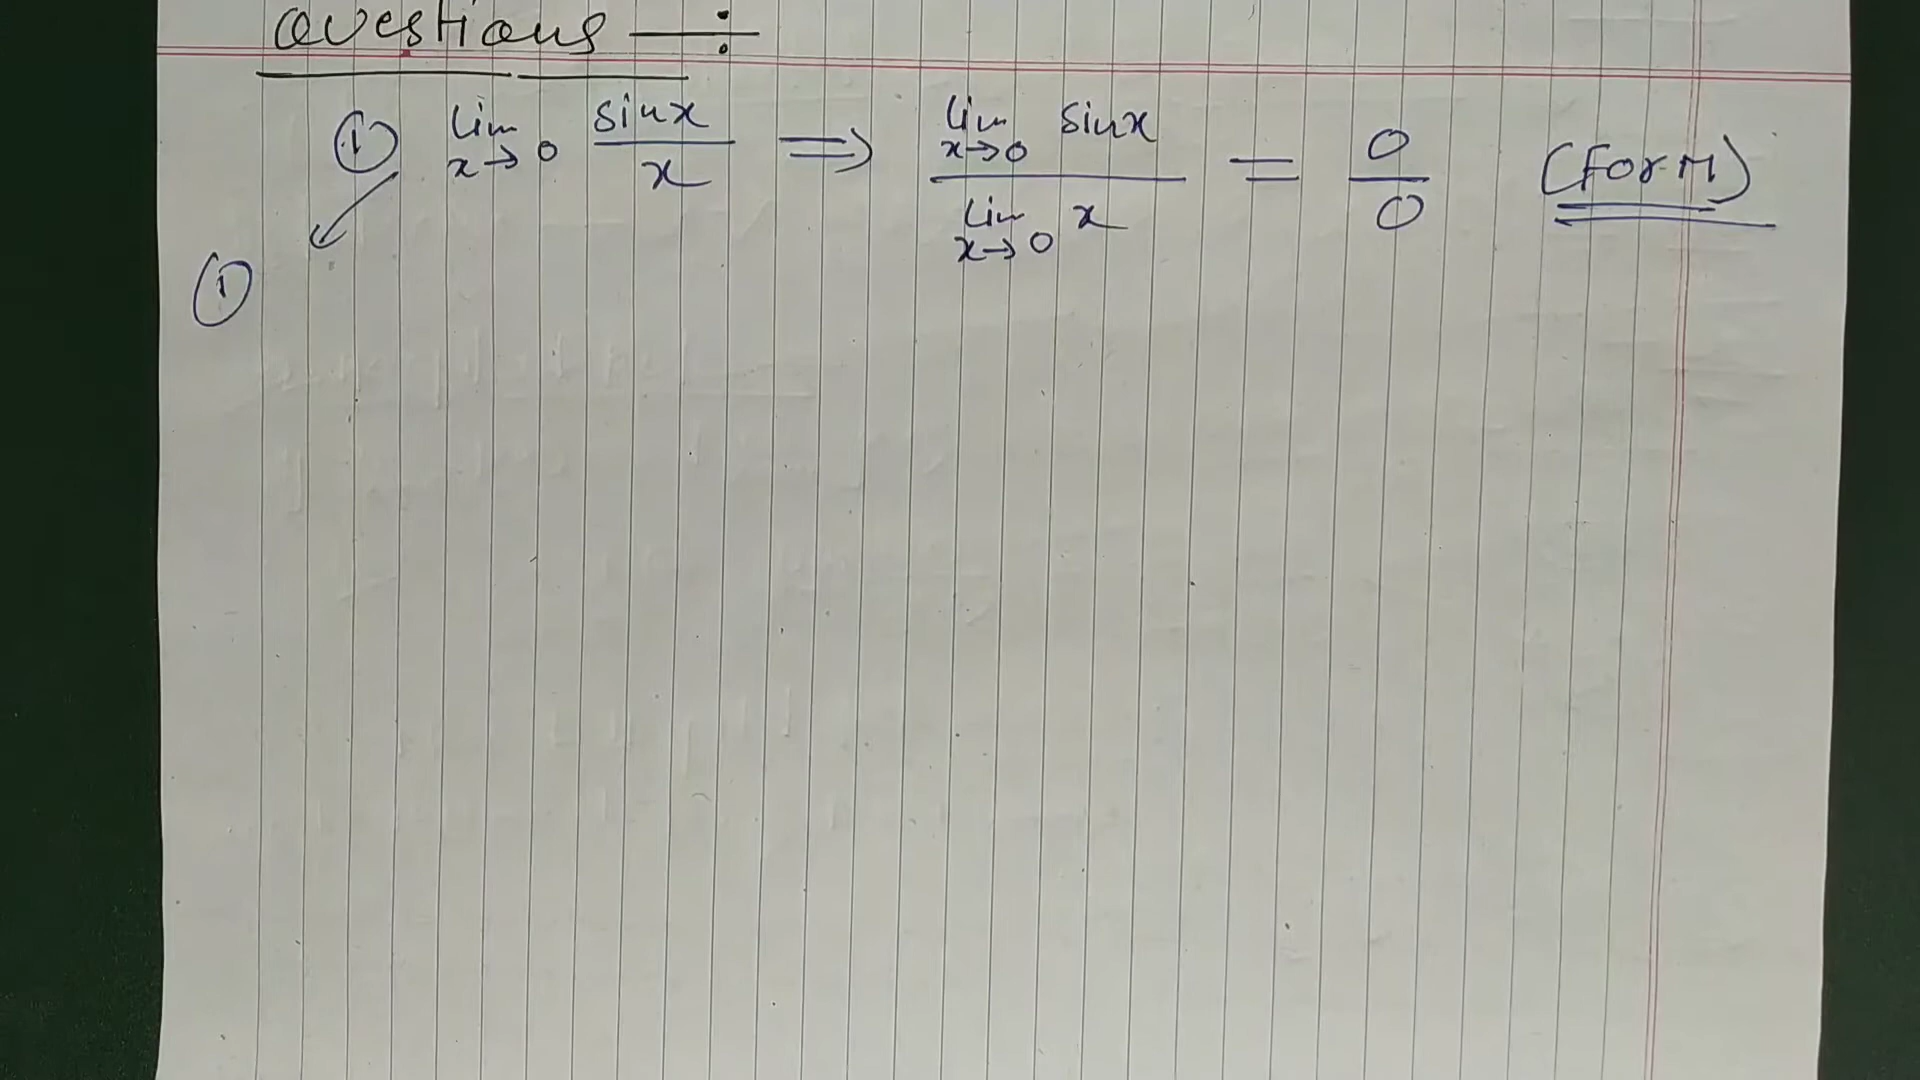 Questions ÷
① lim x→0 sinx/x ⇒ lim x→0 sinx / lim x→0 x = 0/0 (Form)
①